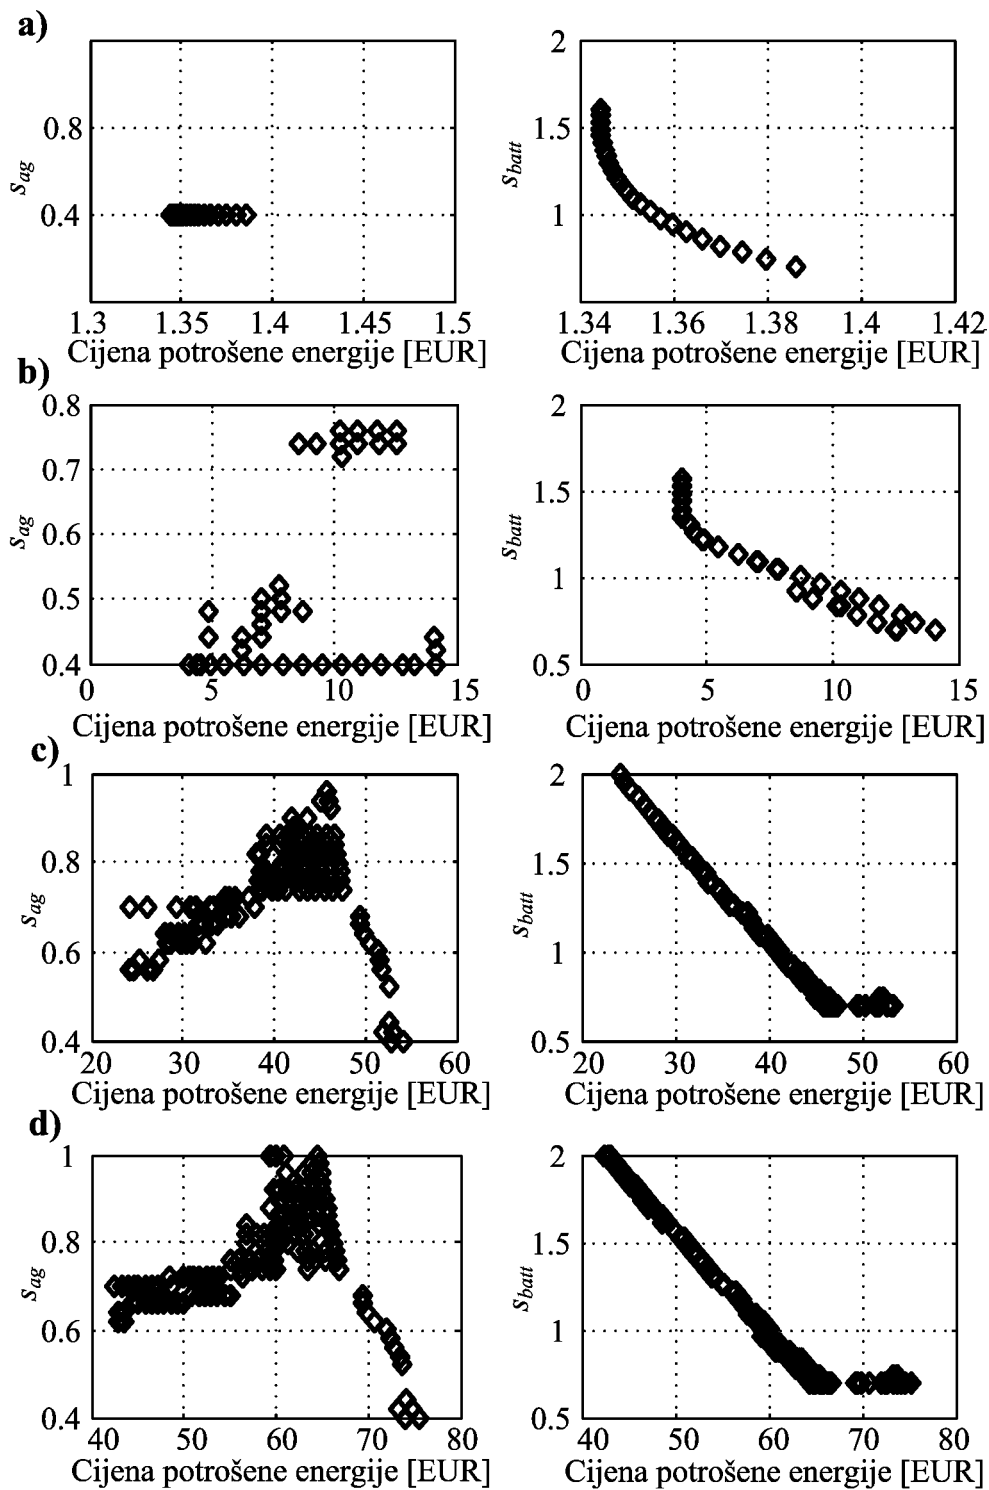 a)
s_ag
0.8
0.4
1.3 1.35 1.4 1.45 1.5
Cijena potrošene energije [EUR]
s_batt
2
1.5
1
1.34 1.36 1.38 1.4 1.42
Cijena potrošene energije [EUR]
b)
s_ag
0.8
0.7
0.6
0.5
0.4
0 5 10 15
Cijena potrošene energije [EUR]
s_batt
2
1.5
1
0.5
0 5 10 15
Cijena potrošene energije [EUR]
c)
s_ag
1
0.8
0.6
0.4
20 30 40 50 60
Cijena potrošene energije [EUR]
s_batt
2
1.5
1
0.5
20 30 40 50 60
Cijena potrošene energije [EUR]
d)
s_ag
1
0.8
0.6
0.4
40 50 60 70 80
Cijena potrošene energije [EUR]
s_batt
2
1.5
1
0.5
40 50 60 70 80
Cijena potrošene energije [EUR]